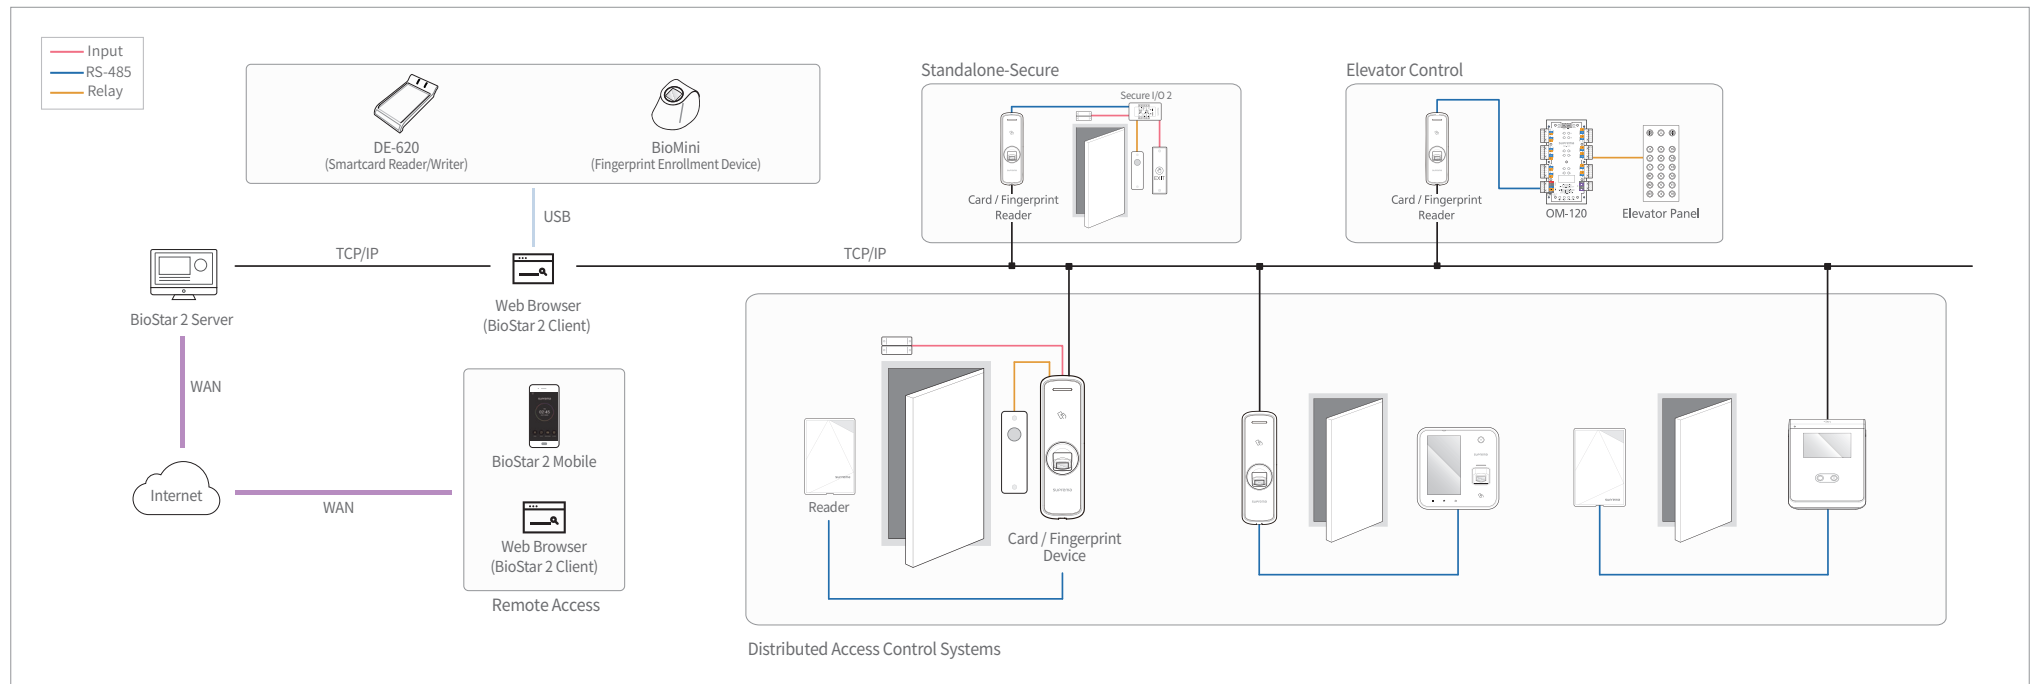 Input
RS-485
Relay
DE-620
(Smartcard Reader/Writer)
BioMini
(Fingerprint Enrollment Device)
Standalone-Secure
Secure I/O 2
EXIT
Card / Fingerprint
Reader
Elevator Control
Card / Fingerprint
Reader
OM-120
Elevator Panel
USB
TCP/IP
TCP/IP
BioStar 2 Server
Web Browser
(BioStar 2 Client)
WAN
Internet
WAN
BioStar 2 Mobile
Web Browser
(BioStar 2 Client)
Remote Access
Reader
Card / Fingerprint
Device
Distributed Access Control Systems